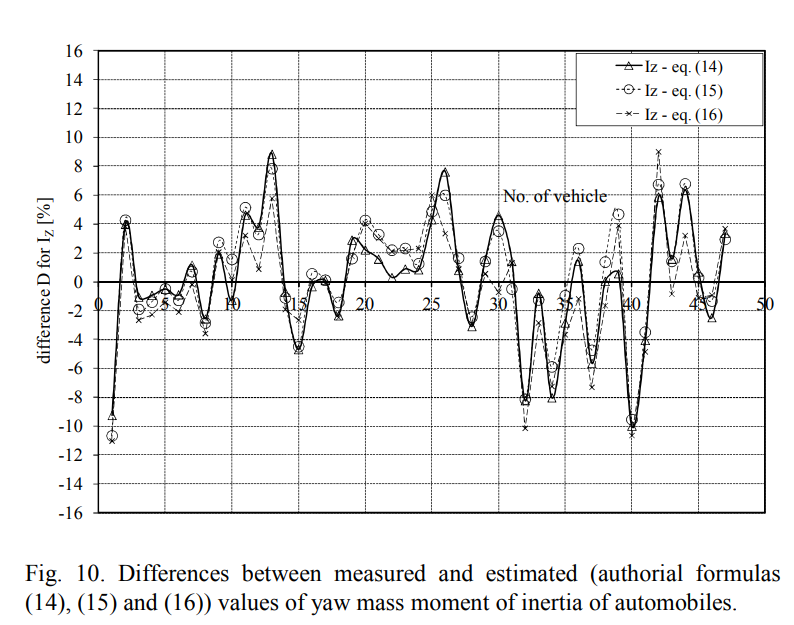 16
14
12
10
8
6
4
2
0
-2
-4
-6
-8
-10
-12
-14
-16
difference D for IZ [%]
Iz - eq. (14)
Iz - eq. (15)
Iz - eq. (16)
No. of vehicle
0 5 10 15 20 25 30 35 40 45 50
Fig. 10. Differences between measured and estimated (authorial formulas
(14), (15) and (16)) values of yaw mass moment of inertia of automobiles.